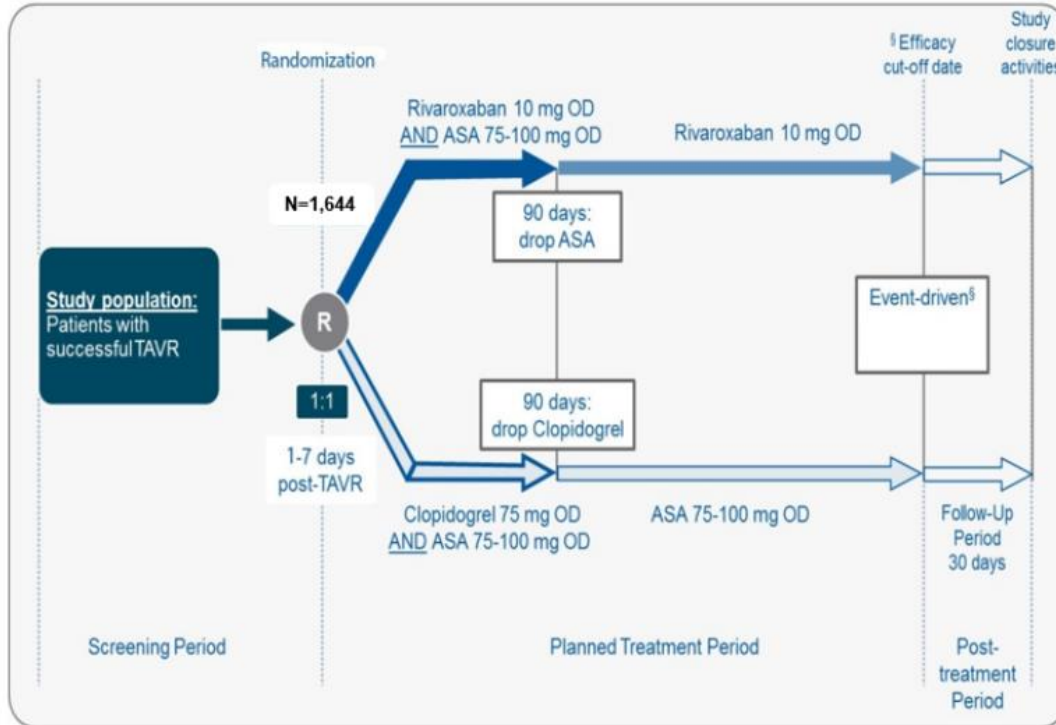 Randomization
§ Efficacy
cut-off date
Study
closure
activities
Rivaroxaban 10 mg OD
AND ASA 75-100 mg OD
Rivaroxaban 10 mg OD
N=1,644
90 days:
drop ASA
Study population:
Patients with
successful TAVR
R
Event-driven§
1:1
90 days:
drop Clopidogrel
1-7 days
post-TAVR
Clopidogrel 75 mg OD
AND ASA 75-100 mg OD
ASA 75-100 mg OD
Follow-Up
Period
30 days
Screening Period
Planned Treatment Period
Post-
treatment
Period